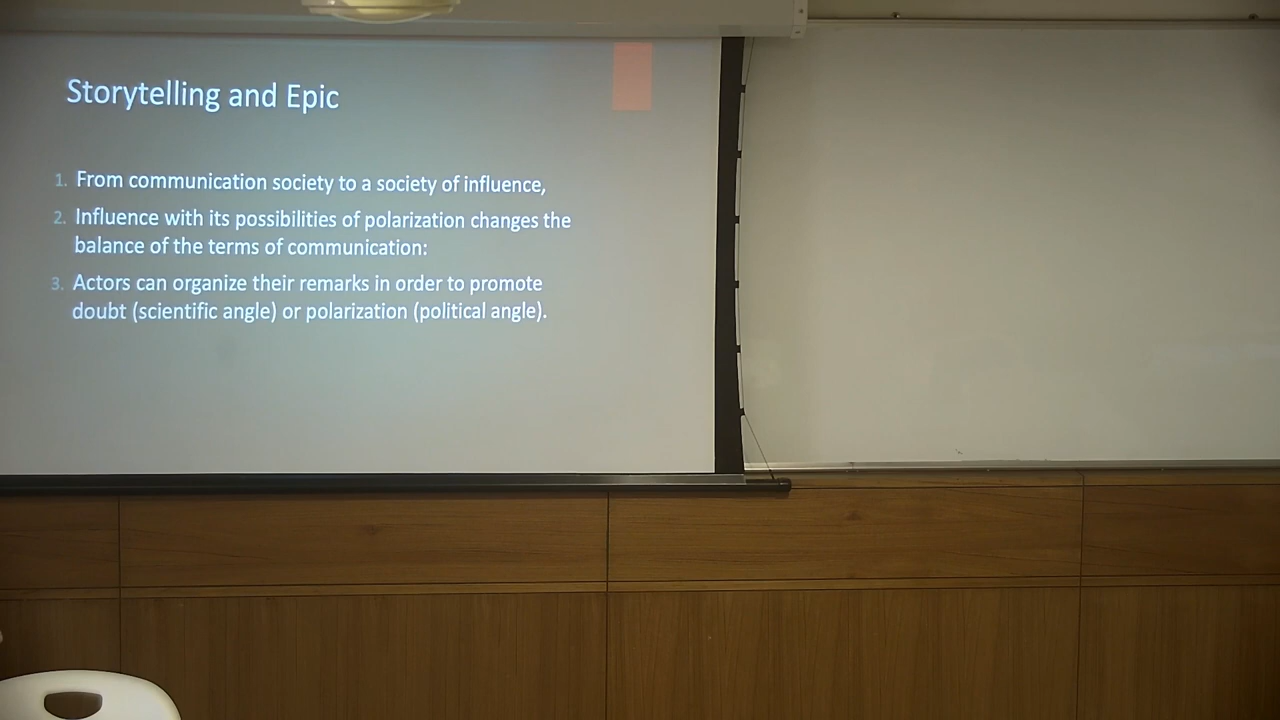 Storytelling and Epic
1. From communication society to a society of influence,
2. Influence with its possibilities of polarization changes the
balance of the terms of communication:
3. Actors can organize their remarks in order to promote
doubt (scientific angle) or polarization (political angle).